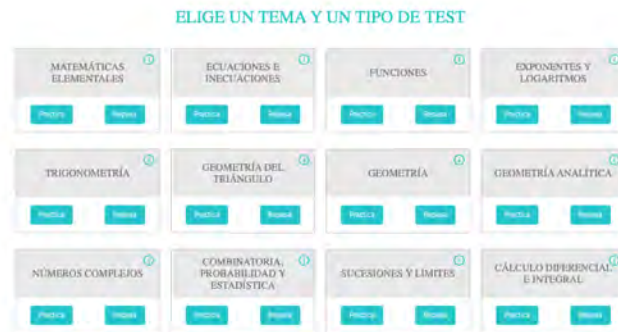 ELIGE UN TEMA Y UN TIPO DE TEST
MATEMÁTICAS
ELEMENTALES
ECUACIONES E
INECUACIONES
FUNCIONES
EXPONENTES Y
LOGARITMOS
Practica
Repasa
Practica
Repasa
Practica
Repasa
Practica
Repasa
TRIGONOMETRÍA
GEOMETRÍA DEL
TRIÁNGULO
GEOMETRÍA
GEOMETRÍA ANALÍTICA
Practica
Repasa
Practica
Repasa
Practica
Repasa
Practica
Repasa
NÚMEROS COMPLEJOS
COMBINATORIA,
PROBABILIDAD Y
ESTADÍSTICA
SUCESIONES Y LIMITES
CÁLCULO DIFERENCIAL
E INTEGRAL
Practica
Repasa
Practica
Repasa
Practica
Repasa
Practica
Repasa